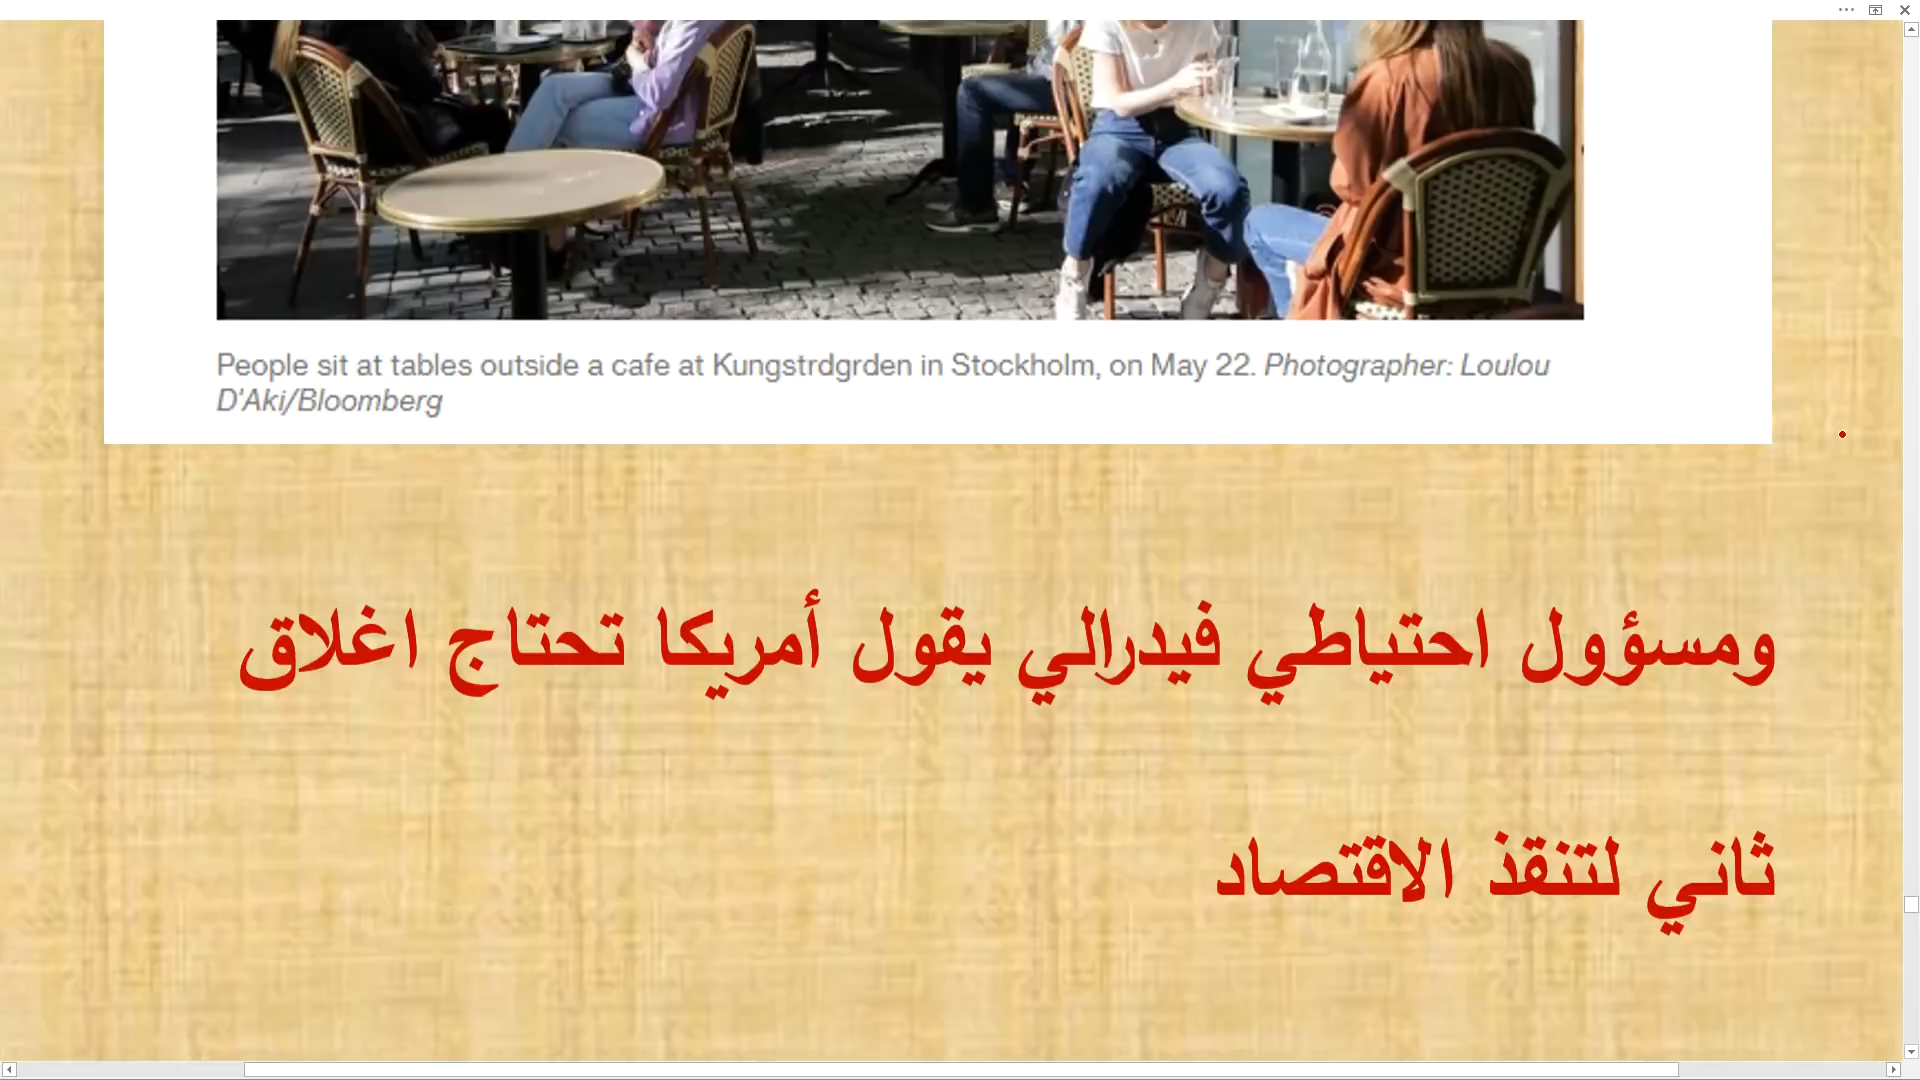 People sit at tables outside a cafe at Kungstrdgrden in Stockholm, on May 22. Photographer: Loulou
D'Aki/Bloomberg
ومسؤول احتياطي فيدرالي يقول أمريكا تحتاج اغلاق
ثاني لتنقذ الاقتصاد